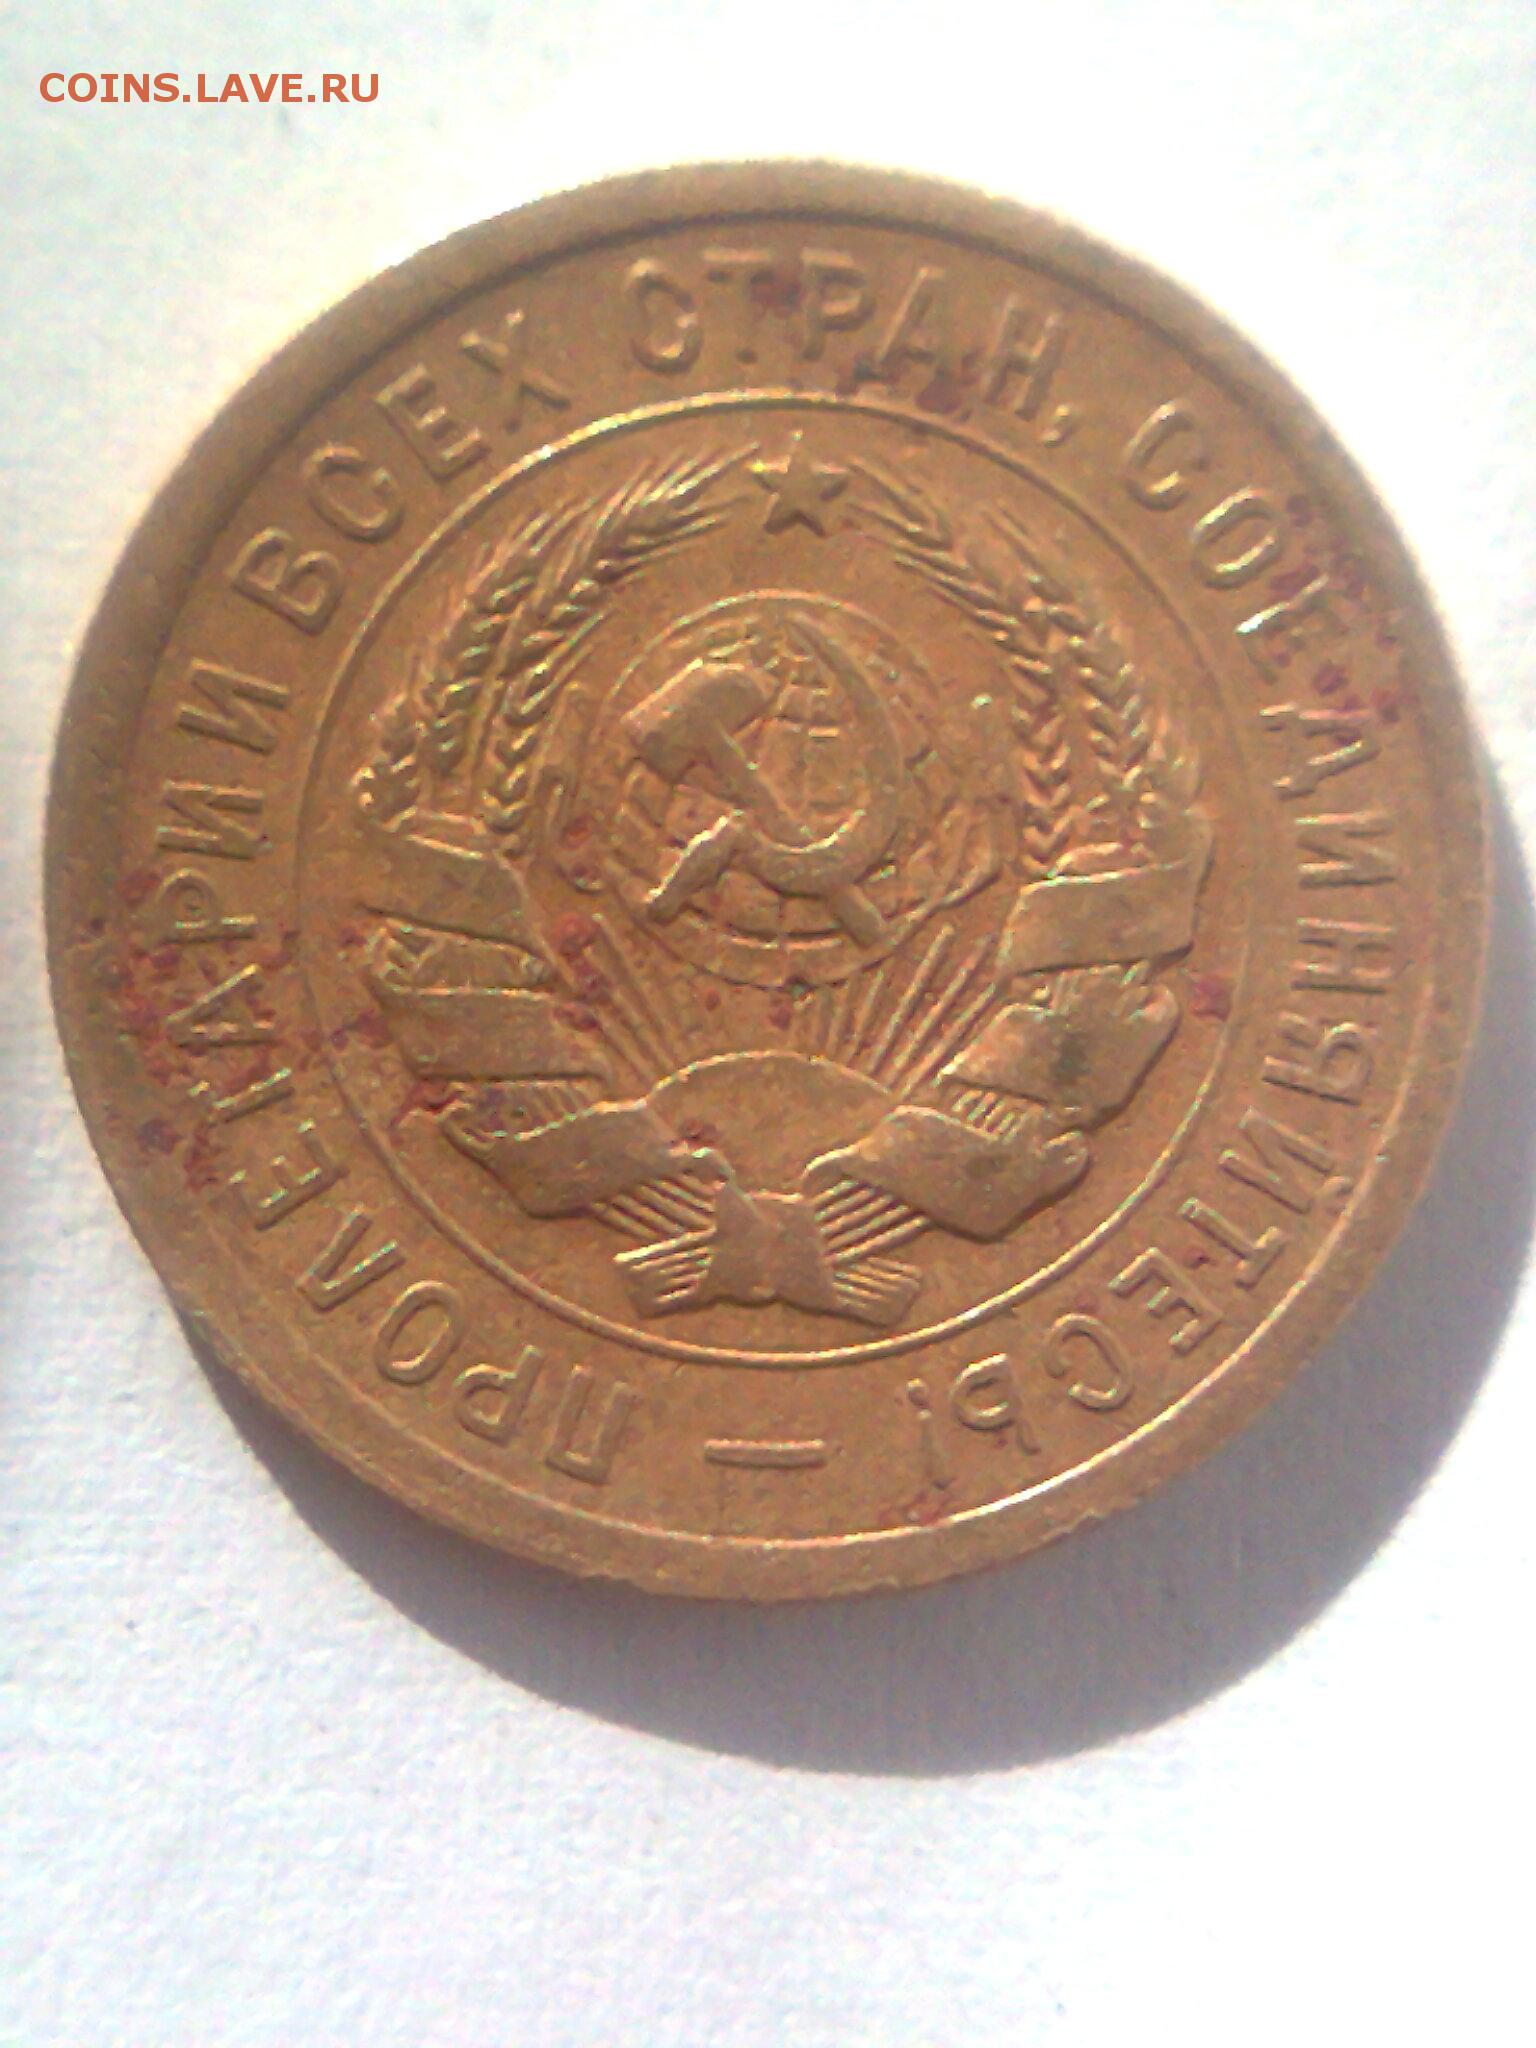 COINS.LAVE.RU
ПРОЛЕТАРИИ ВСЕХ СТРАН, СОЕДИНЯЙТЕСЬ! —